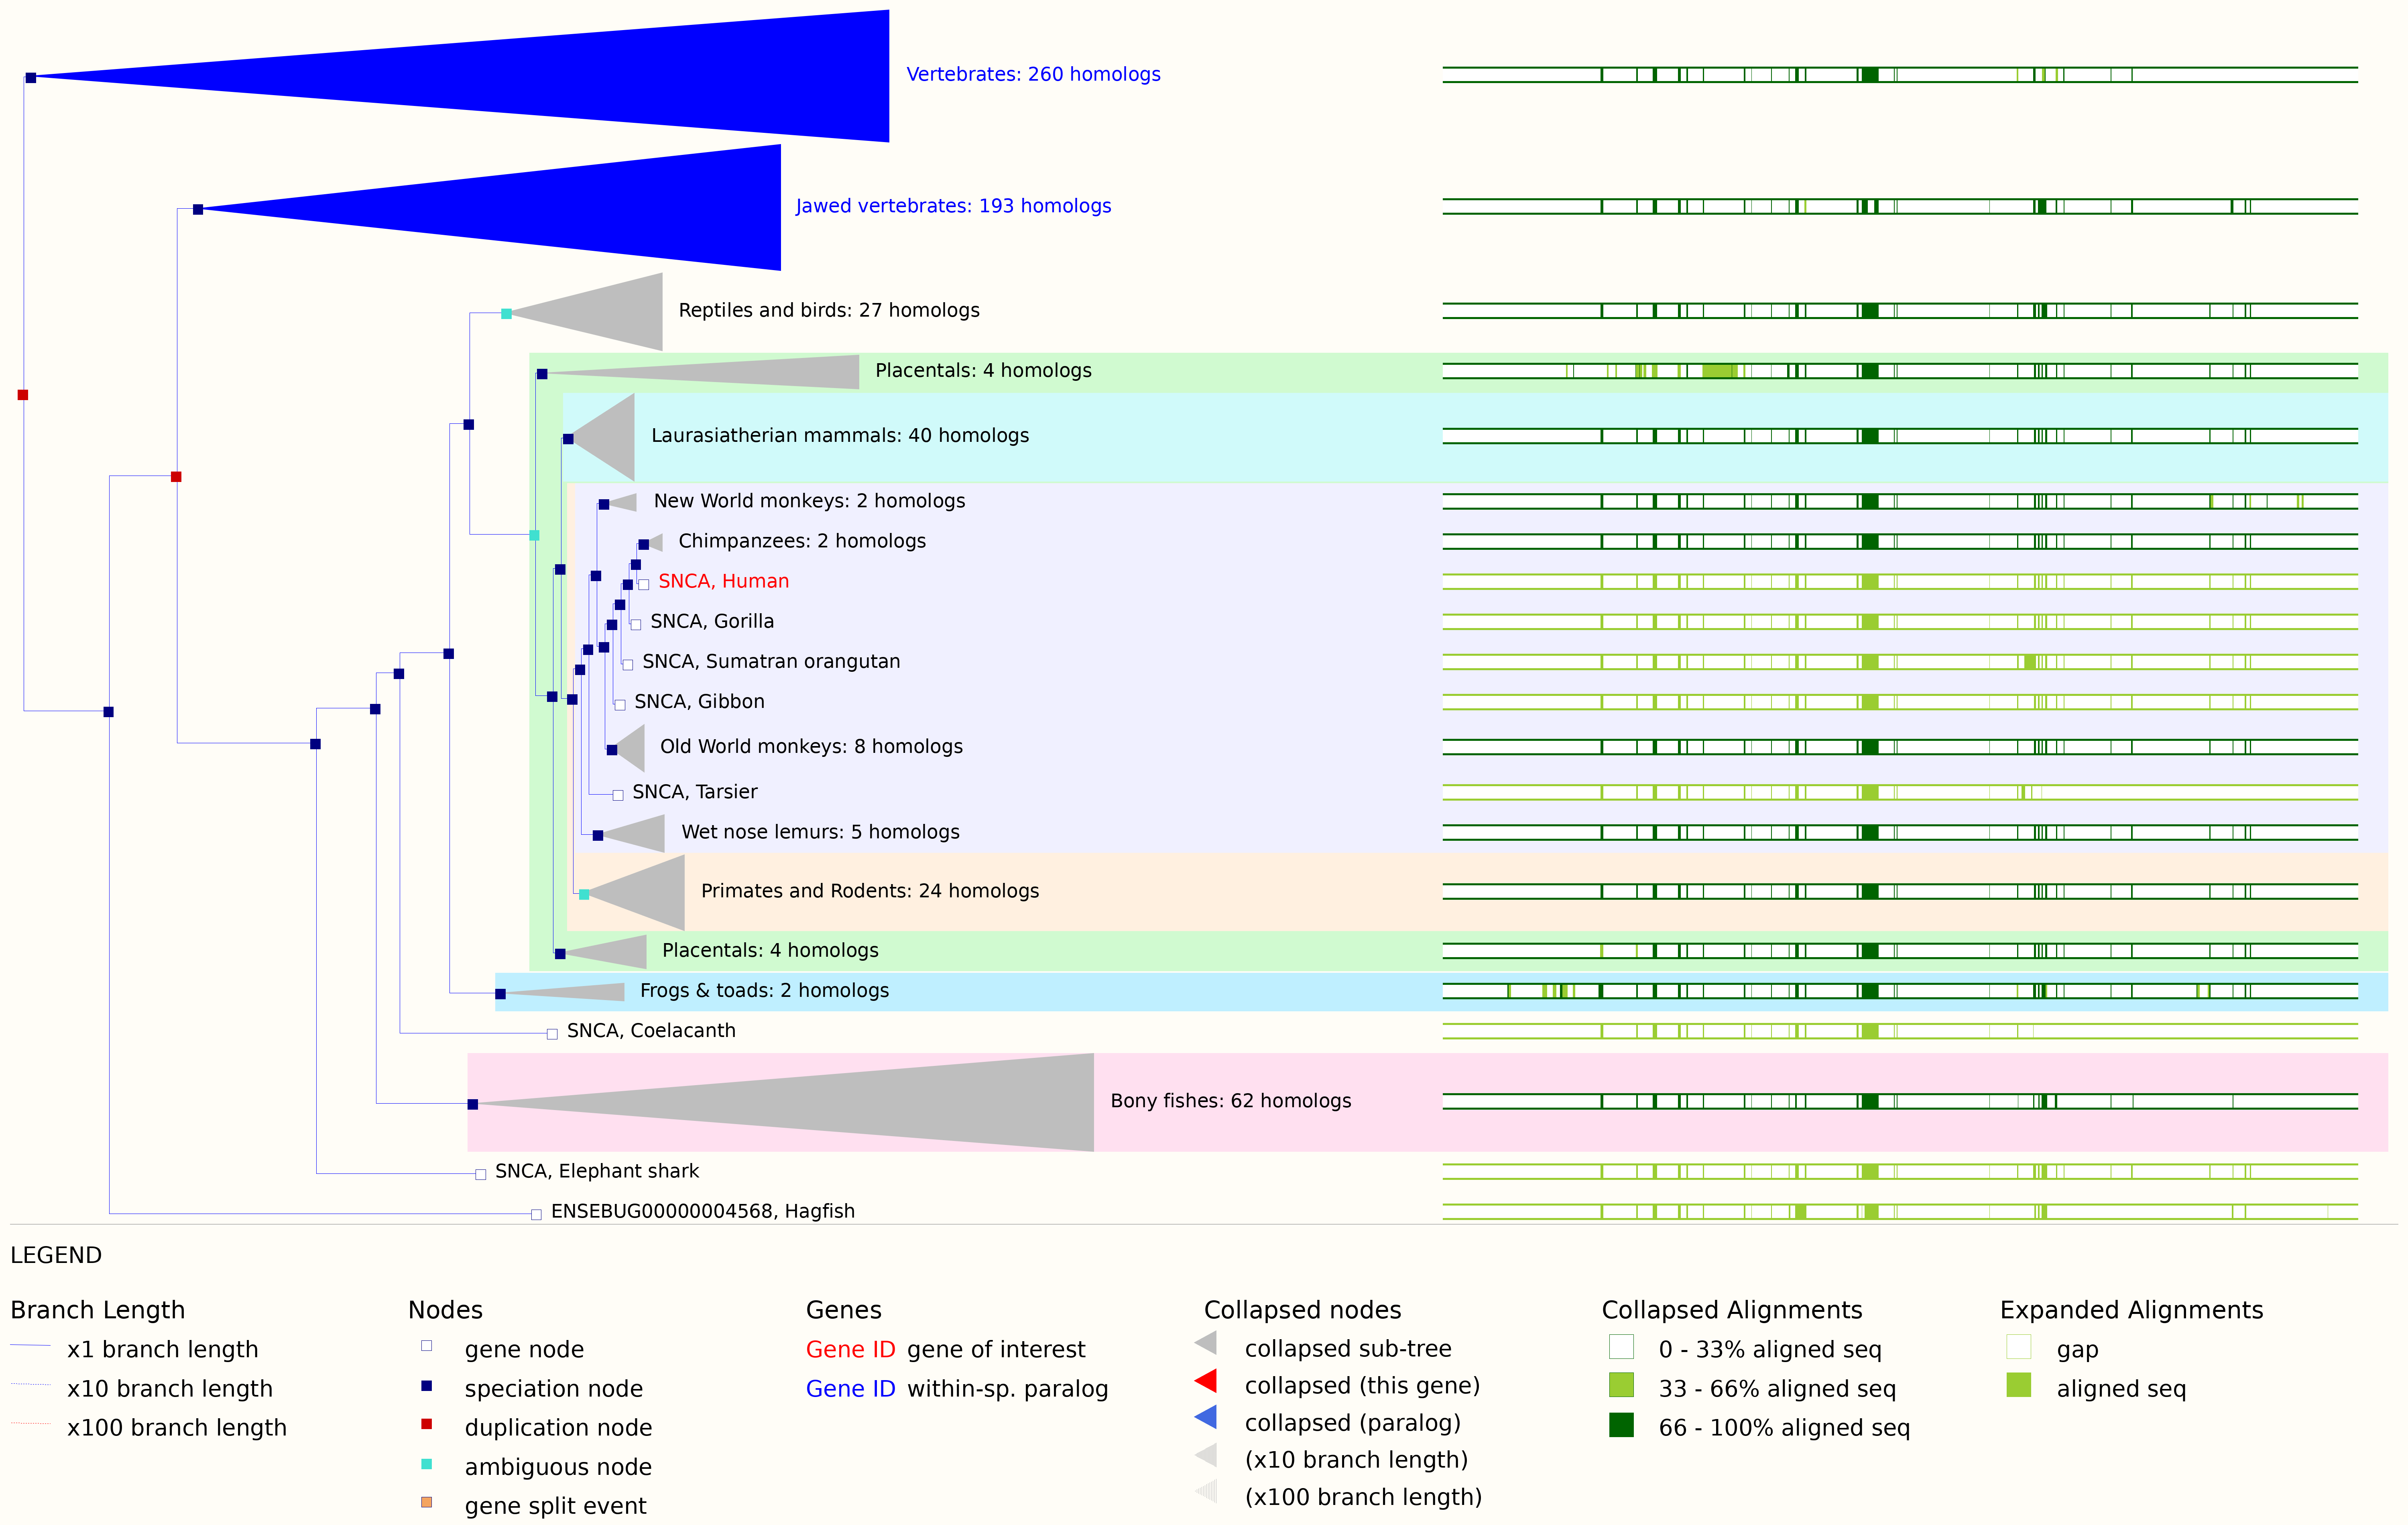 Vertebrates: 260 homologs
Jawed vertebrates: 193 homologs
Reptiles and birds: 27 homologs
Placentals: 4 homologs
Laurasiatherian mammals: 40 homologs
New World monkeys: 2 homologs
Chimpanzees: 2 homologs
SNCA, Human
SNCA, Gorilla
SNCA, Sumatran orangutan
SNCA, Gibbon
Old World monkeys: 8 homologs
SNCA, Tarsier
Wet nose lemurs: 5 homologs
Primates and Rodents: 24 homologs
Placentals: 4 homologs
Frogs & toads: 2 homologs
SNCA, Coelacanth
Bony fishes: 62 homologs
SNCA, Elephant shark
ENSEBUG00000004568, Hagfish
LEGEND
Branch Length
x1 branch length
x10 branch length
x100 branch length
Nodes
gene node
speciation node
duplication node
ambiguous node
gene split event
Genes
Gene ID gene of interest
Gene ID within-sp. paralog
Collapsed nodes
collapsed sub-tree
collapsed (this gene)
collapsed (paralog)
(x10 branch length)
(x100 branch length)
Collapsed Alignments
0 - 33% aligned seq
33 - 66% aligned seq
66 - 100% aligned seq
Expanded Alignments
gap
aligned seq